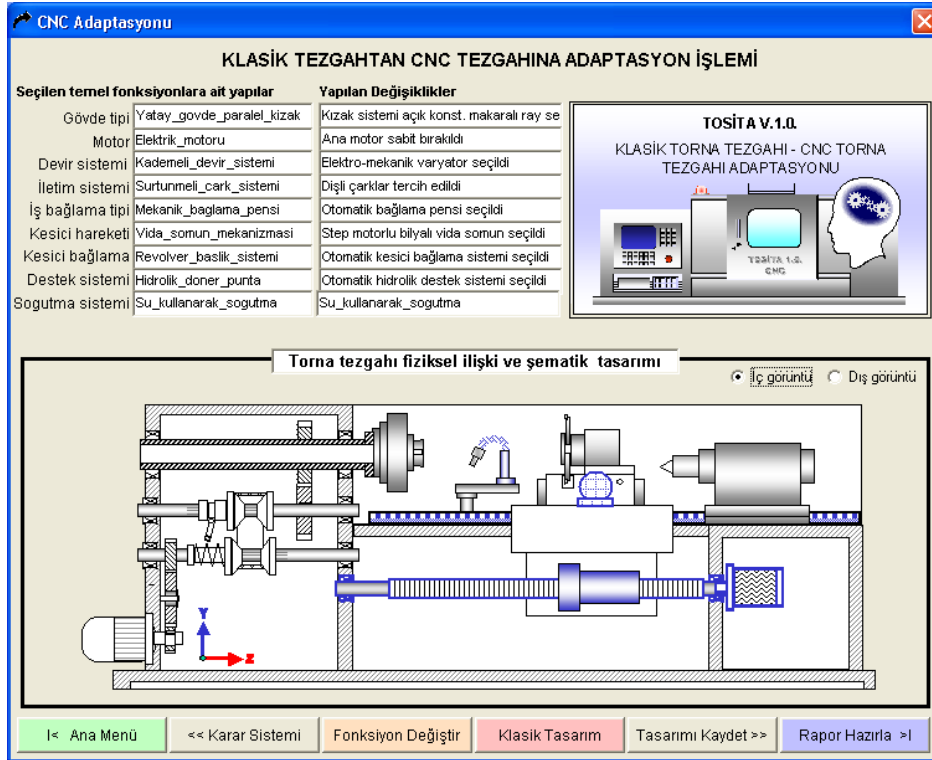 CNC Adaptasyonu
KLASİK TEZGAHTAN CNC TEZGAHINA ADAPTASYON İŞLEMİ
Seçilen temel fonksiyonlara ait yapılar Yapılan Değişiklikler
Gövde tipi Yatay_govde_paralel_kizak Kızak sistemi açık konst. makaralı ray se
Motor Elektrik_motoru Ana motor sabit bırakıldı
Devir sistemi Kademeli_devir_sistemi Elektro-mekanik varyator seçildi
İletim sistemi Surtunmeli_cark_sistemi Dişli çarklar tercih edildi
İş bağlama tipi Mekanik_baglama_pensi Otomatik bağlama pensi seçildi
Kesici hareketi Vida_somun_mekanizmasi Step motorlu bilyalı vida somun seçildi
Kesici bağlama Revolver_baslik_sistemi Otomatik kesici bağlama sistemi seçildi
Destek sistemi Hidrolik_doner_punta Otomatik hidrolik destek sistemi seçildi
Sogutma sistemi Su_kullanarak_sogutma Su_kullanarak_sogutma
TOSİTA V.1.0.
KLASİK TORNA TEZGAHI - CNC TORNA
TEZGAHI ADAPTASYONU
TOSİTA 1.0.
CNC
Torna tezgahı fiziksel ilişki ve şematik tasarımı
İç görüntü Dış görüntü
Y
Z
I< Ana Menü << Karar Sistemi Fonksiyon Değiştir Klasik Tasarım Tasarımı Kaydet >> Rapor Hazırla >I